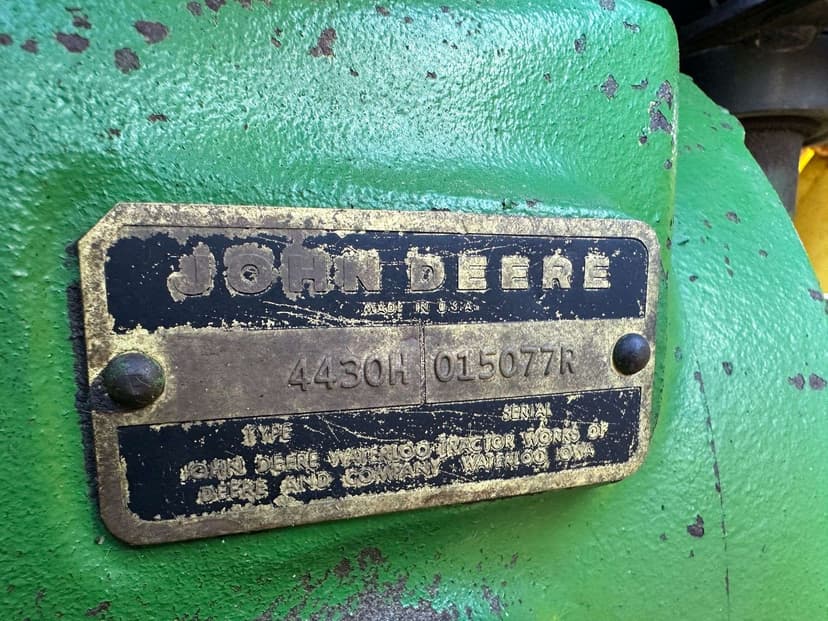 JOHN DEERE
MADE IN U.S.A.
4430H 015077R
TYPE SERIAL
JOHN DEERE WATERLOO TRACTOR WORKS OF
DEERE AND COMPANY WATERLOO, IOWA